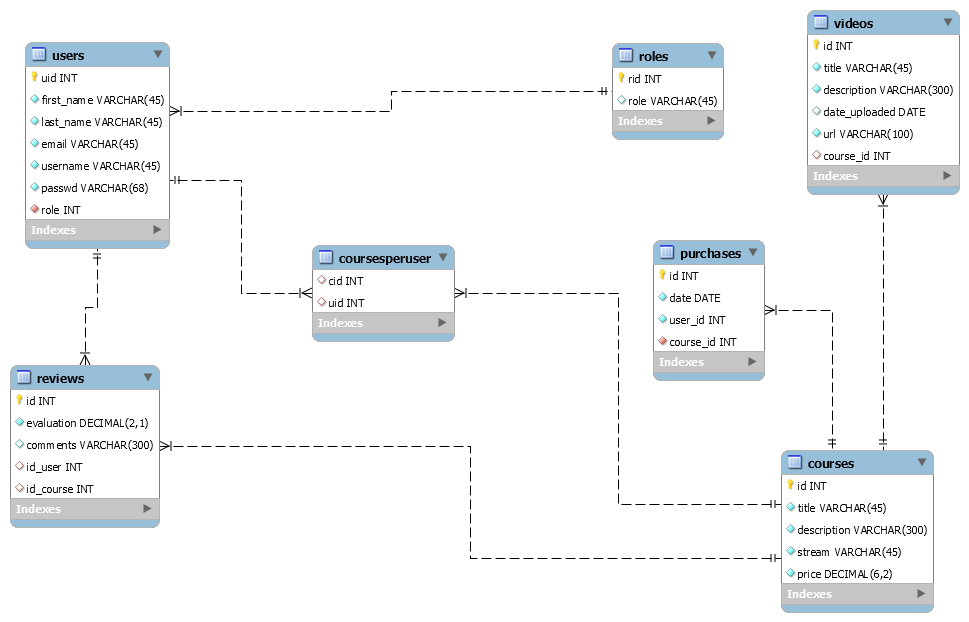 users
uid INT
first_name VARCHAR(45)
last_name VARCHAR(45)
email VARCHAR(45)
username VARCHAR(45)
passwd VARCHAR(68)
role INT
Indexes
roles
rid INT
role VARCHAR(45)
Indexes
videos
id INT
title VARCHAR(45)
description VARCHAR(300)
date_uploaded DATE
url VARCHAR(100)
course_id INT
Indexes
coursesperuser
cid INT
uid INT
Indexes
purchases
id INT
date DATE
user_id INT
course_id INT
Indexes
reviews
id INT
evaluation DECIMAL(2,1)
comments VARCHAR(300)
id_user INT
id_course INT
Indexes
courses
id INT
title VARCHAR(45)
description VARCHAR(300)
stream VARCHAR(45)
price DECIMAL(6,2)
Indexes